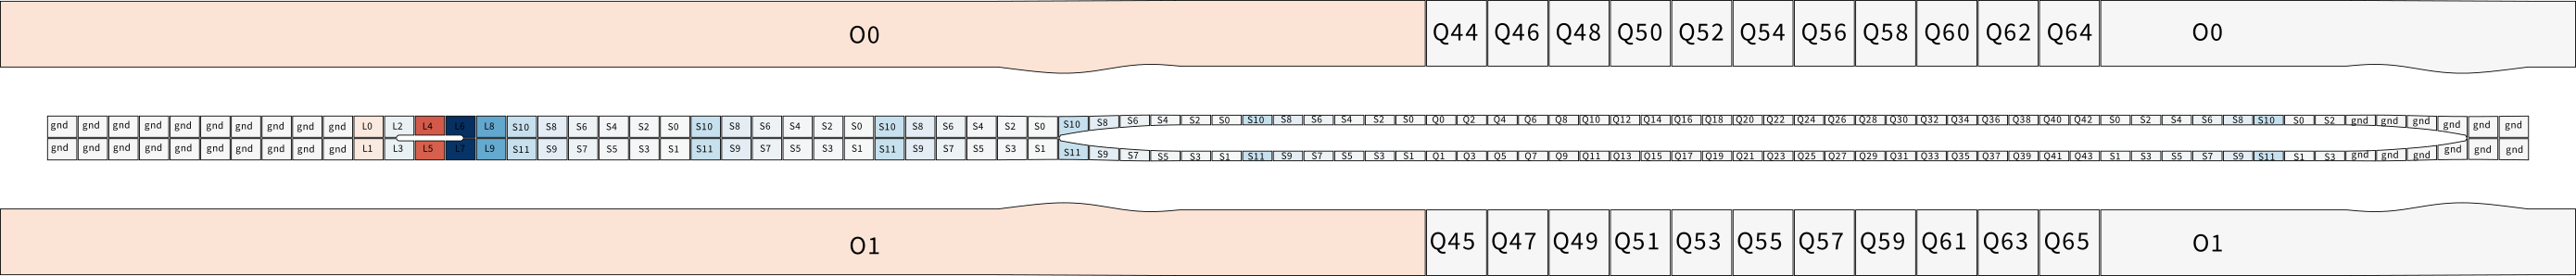 O0 Q44 Q46 Q48 Q50 Q52 Q54 Q56 Q58 Q60 Q62 Q64 O0
gnd gnd gnd gnd gnd gnd gnd gnd gnd gnd L0 L2 L4 L6 L8 S10 S8 S6 S4 S2 S0 S10 S8 S6 S4 S2 S0 S10 S8 S6 S4 S2 S0 S10 S8 S6 S4 S2 S0 S10 S8 S6 S4 S2 S0 Q0 Q2 Q4 Q6 Q8 Q10 Q12 Q14 Q16 Q18 Q20 Q22 Q24 Q26 Q28 Q30 Q32 Q34 Q36 Q38 Q40 Q42 S0 S2 S4 S6 S8 S10 S0 S2 gnd gnd gnd gnd gnd gnd
gnd gnd gnd gnd gnd gnd gnd gnd gnd gnd L1 L3 L5 L7 L9 S11 S9 S7 S5 S3 S1 S11 S9 S7 S5 S3 S1 S11 S9 S7 S5 S3 S1 S11 S9 S7 S5 S3 S1 S11 S9 S7 S5 S3 S1 Q1 Q3 Q5 Q7 Q9 Q11 Q13 Q15 Q17 Q19 Q21 Q23 Q25 Q27 Q29 Q31 Q33 Q35 Q37 Q39 Q41 Q43 S1 S3 S5 S7 S9 S11 S1 S3 gnd gnd gnd gnd gnd gnd
O1 Q45 Q47 Q49 Q51 Q53 Q55 Q57 Q59 Q61 Q63 Q65 O1